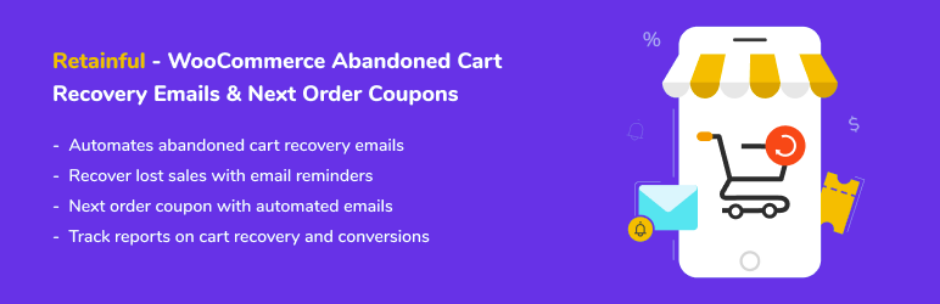 Retainful - WooCommerce Abandoned Cart
Recovery Emails & Next Order Coupons
- Automates abandoned cart recovery emails
- Recover lost sales with email reminders
- Next order coupon with automated emails
- Track reports on cart recovery and conversions
%
$